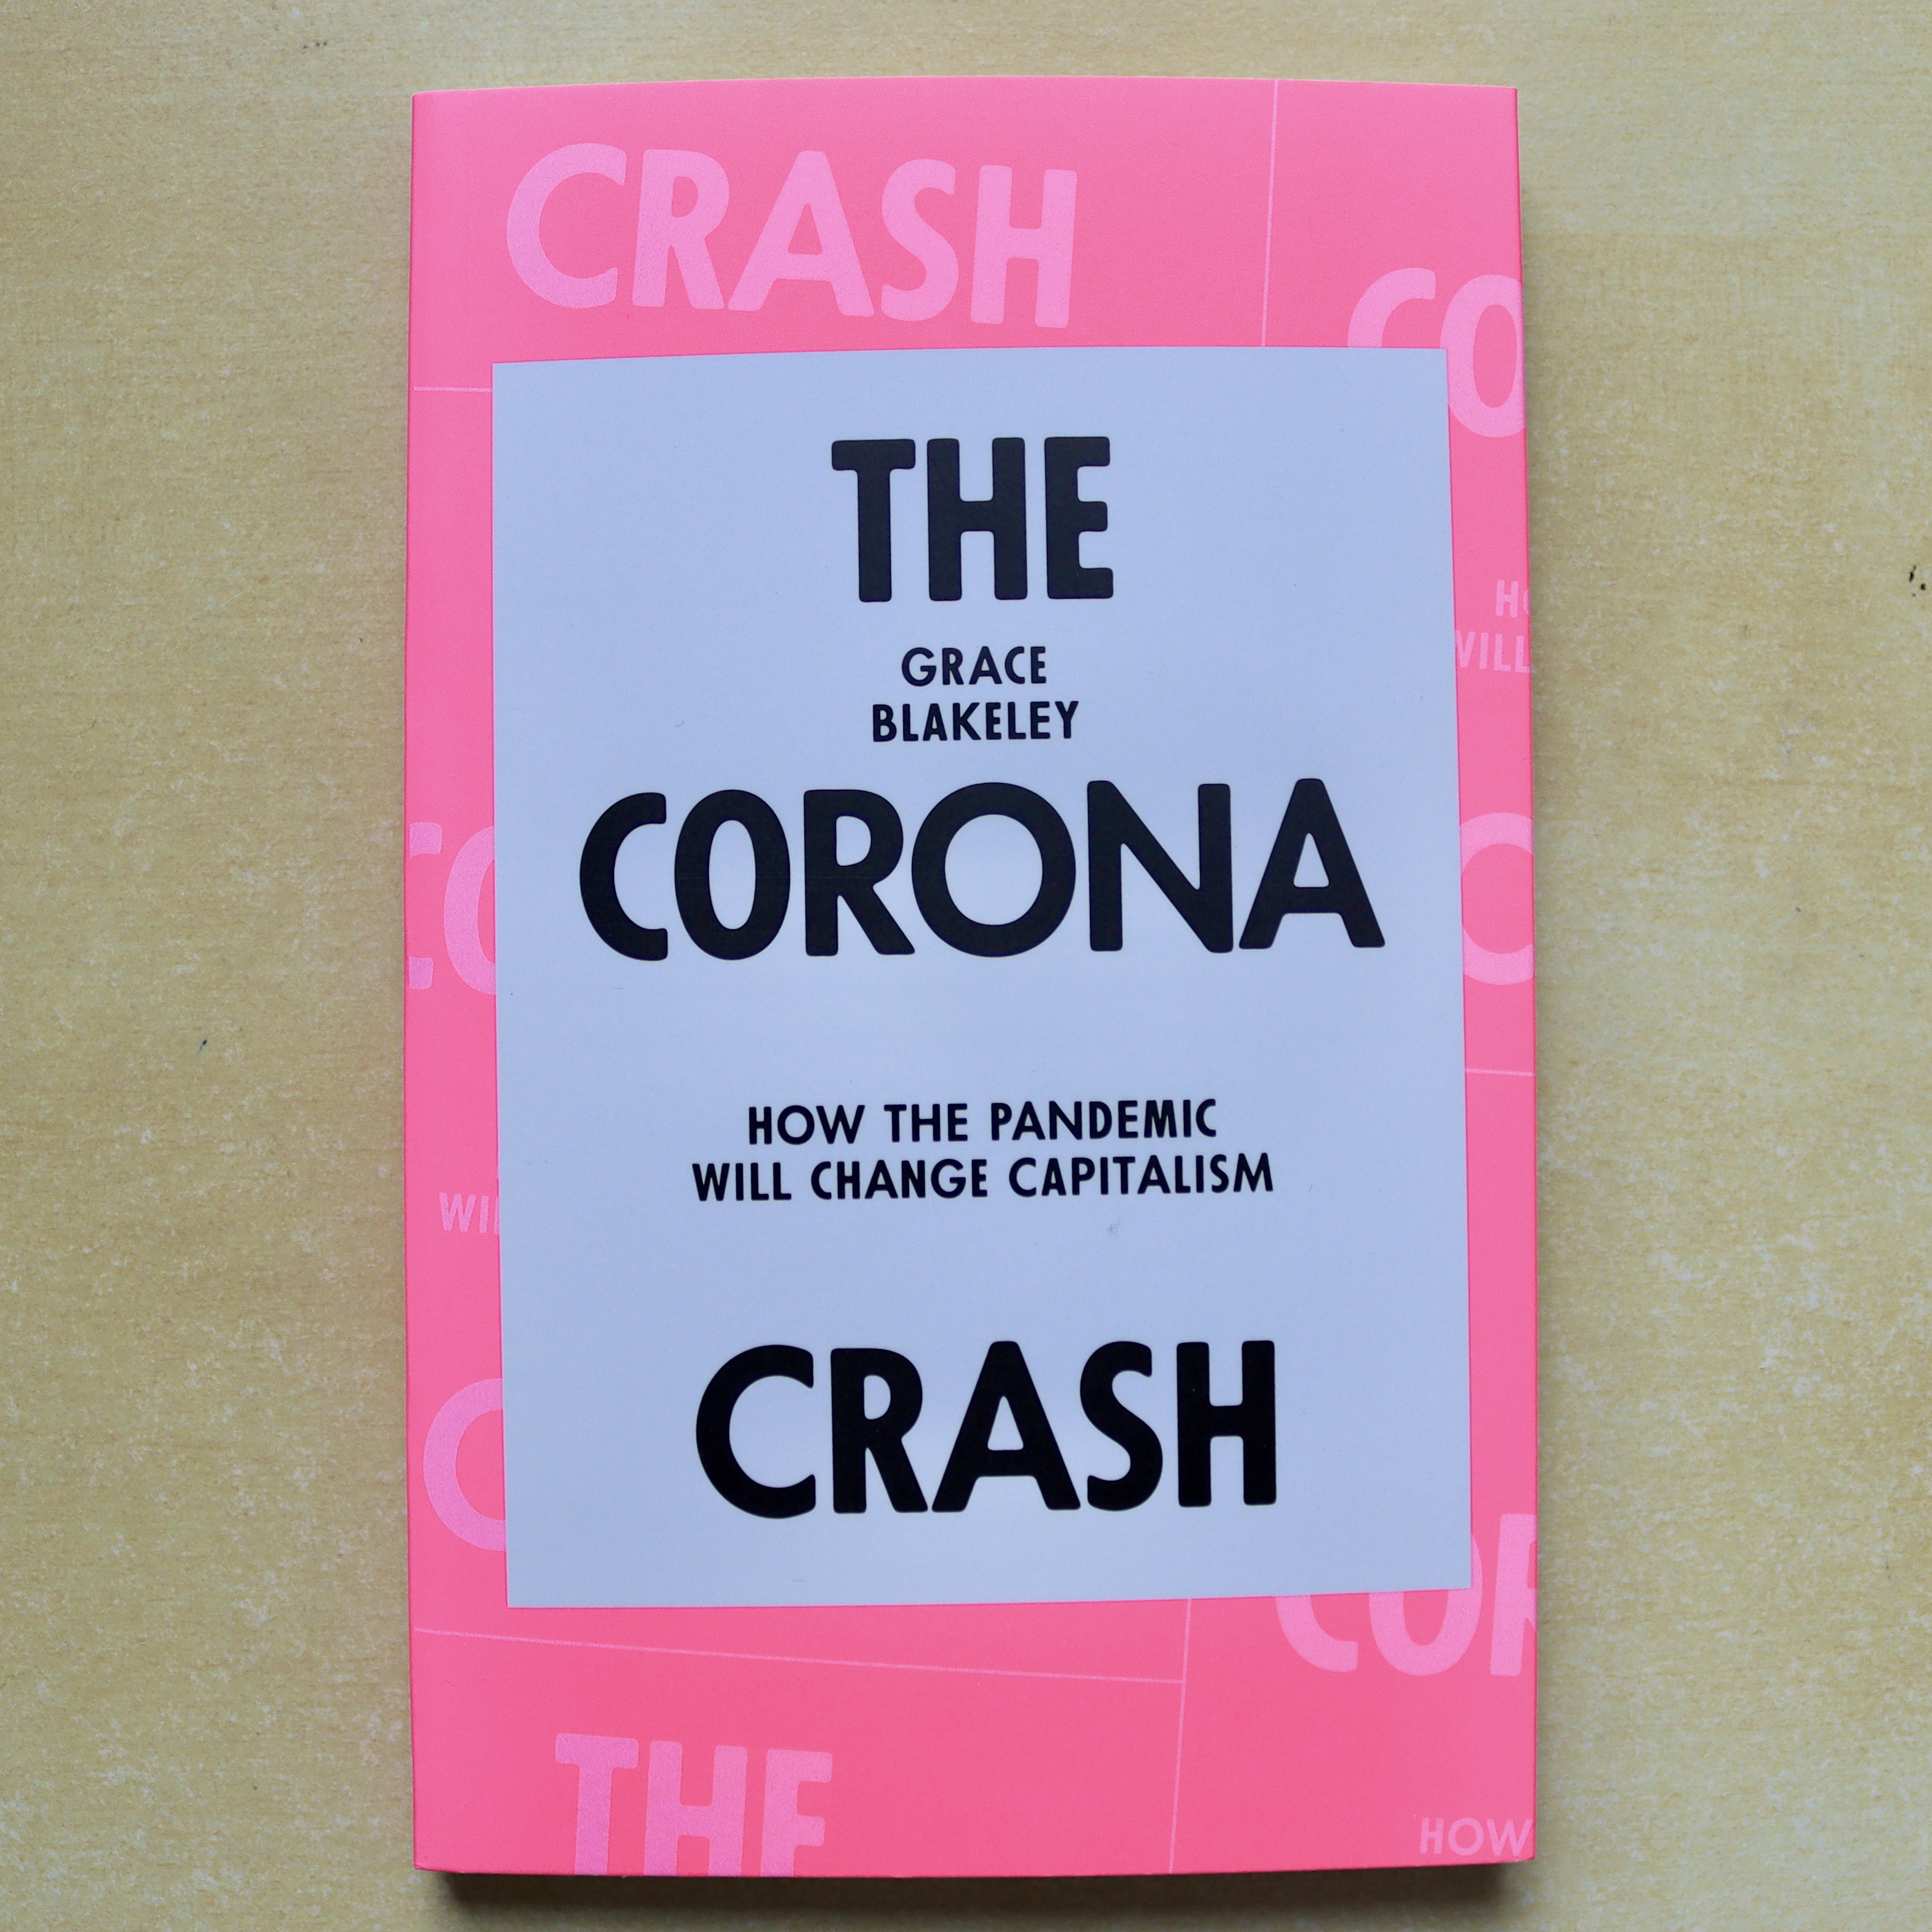 CRASH
THE
GRACE
BLAKELEY
CORONA
HOW THE PANDEMIC
WILL CHANGE CAPITALISM
CRASH
THE
HOW